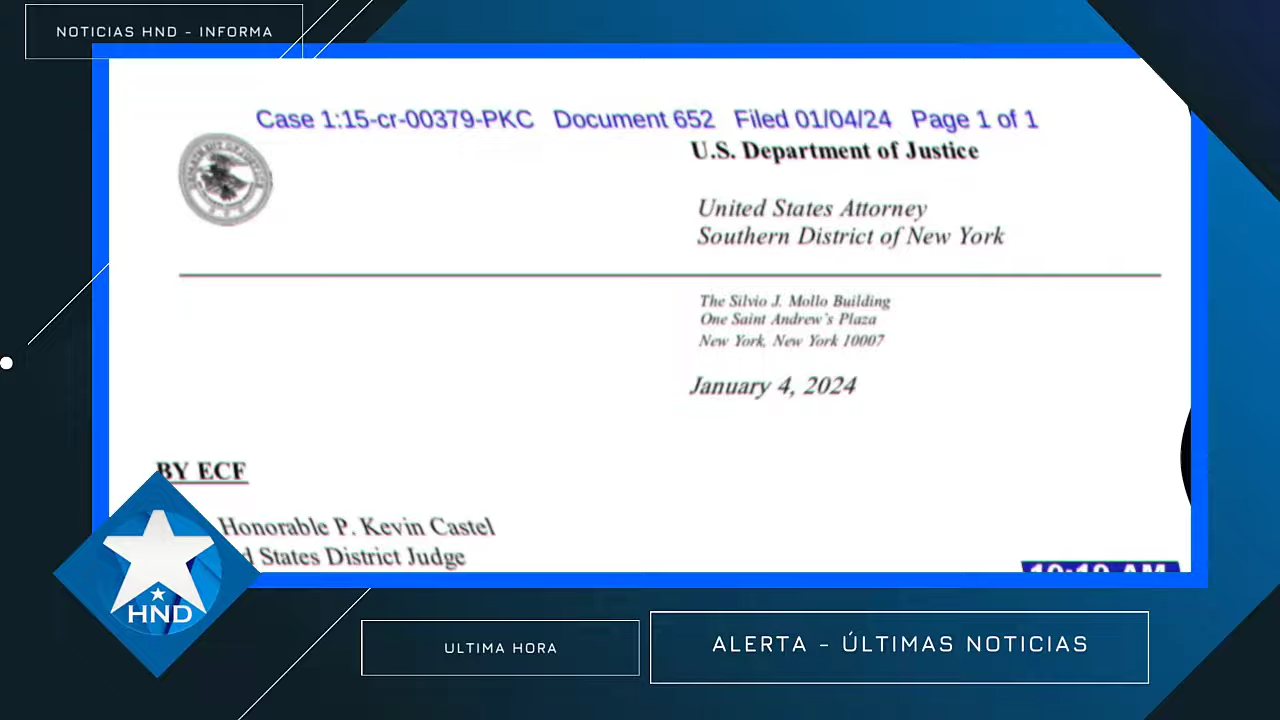 NOTICIAS HND - INFORMA
Case 1:15-cr-00379-PKC Document 652 Filed 01/04/24 Page 1 of 1
U.S. Department of Justice
United States Attorney
Southern District of New York
The Silvio J. Mollo Building
One Saint Andrew's Plaza
New York, New York 10007
January 4, 2024
BY ECF
Honorable P. Kevin Castel
d States District Judge
HND
ULTIMA HORA
ALERTA - ÚLTIMAS NOTICIAS